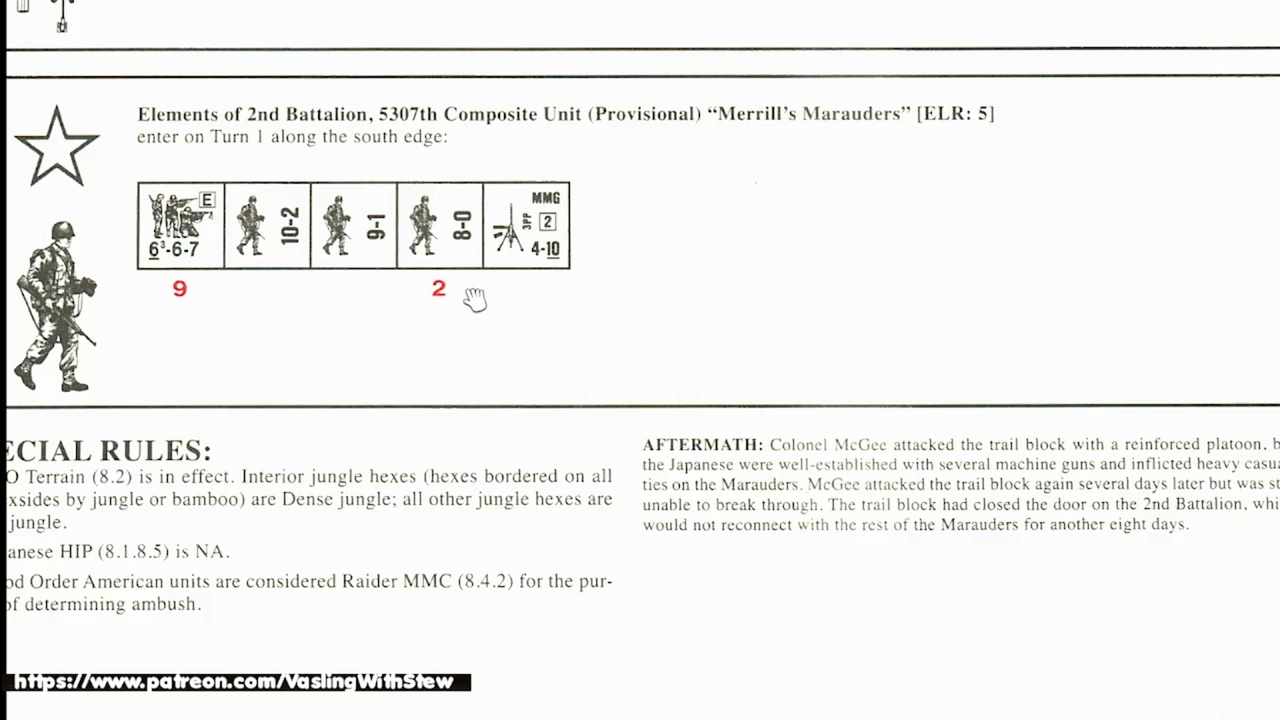 Elements of 2nd Battalion, 5307th Composite Unit (Provisional) “Merrill’s Marauders” [ELR: 5]
enter on Turn 1 along the south edge:
E
6³-6-7
10-2
9-1
8-0
MMG
3PP
2
4-10
9
2
ECIAL RULES:
O Terrain (8.2) is in effect. Interior jungle hexes (hexes bordered on all
xsides by jungle or bamboo) are Dense jungle; all other jungle hexes are
jungle.
anese HIP (8.1.8.5) is NA.
od Order American units are considered Raider MMC (8.4.2) for the pur-
of determining ambush.
AFTERMATH: Colonel McGee attacked the trail block with a reinforced platoon, b
the Japanese were well-established with several machine guns and inflicted heavy casua
ties on the Marauders. McGee attacked the trail block again several days later but was st
unable to break through. The trail block had closed the door on the 2nd Battalion, whi
would not reconnect with the rest of the Marauders for another eight days.
https://www.patreon.com/VaslingWithStew